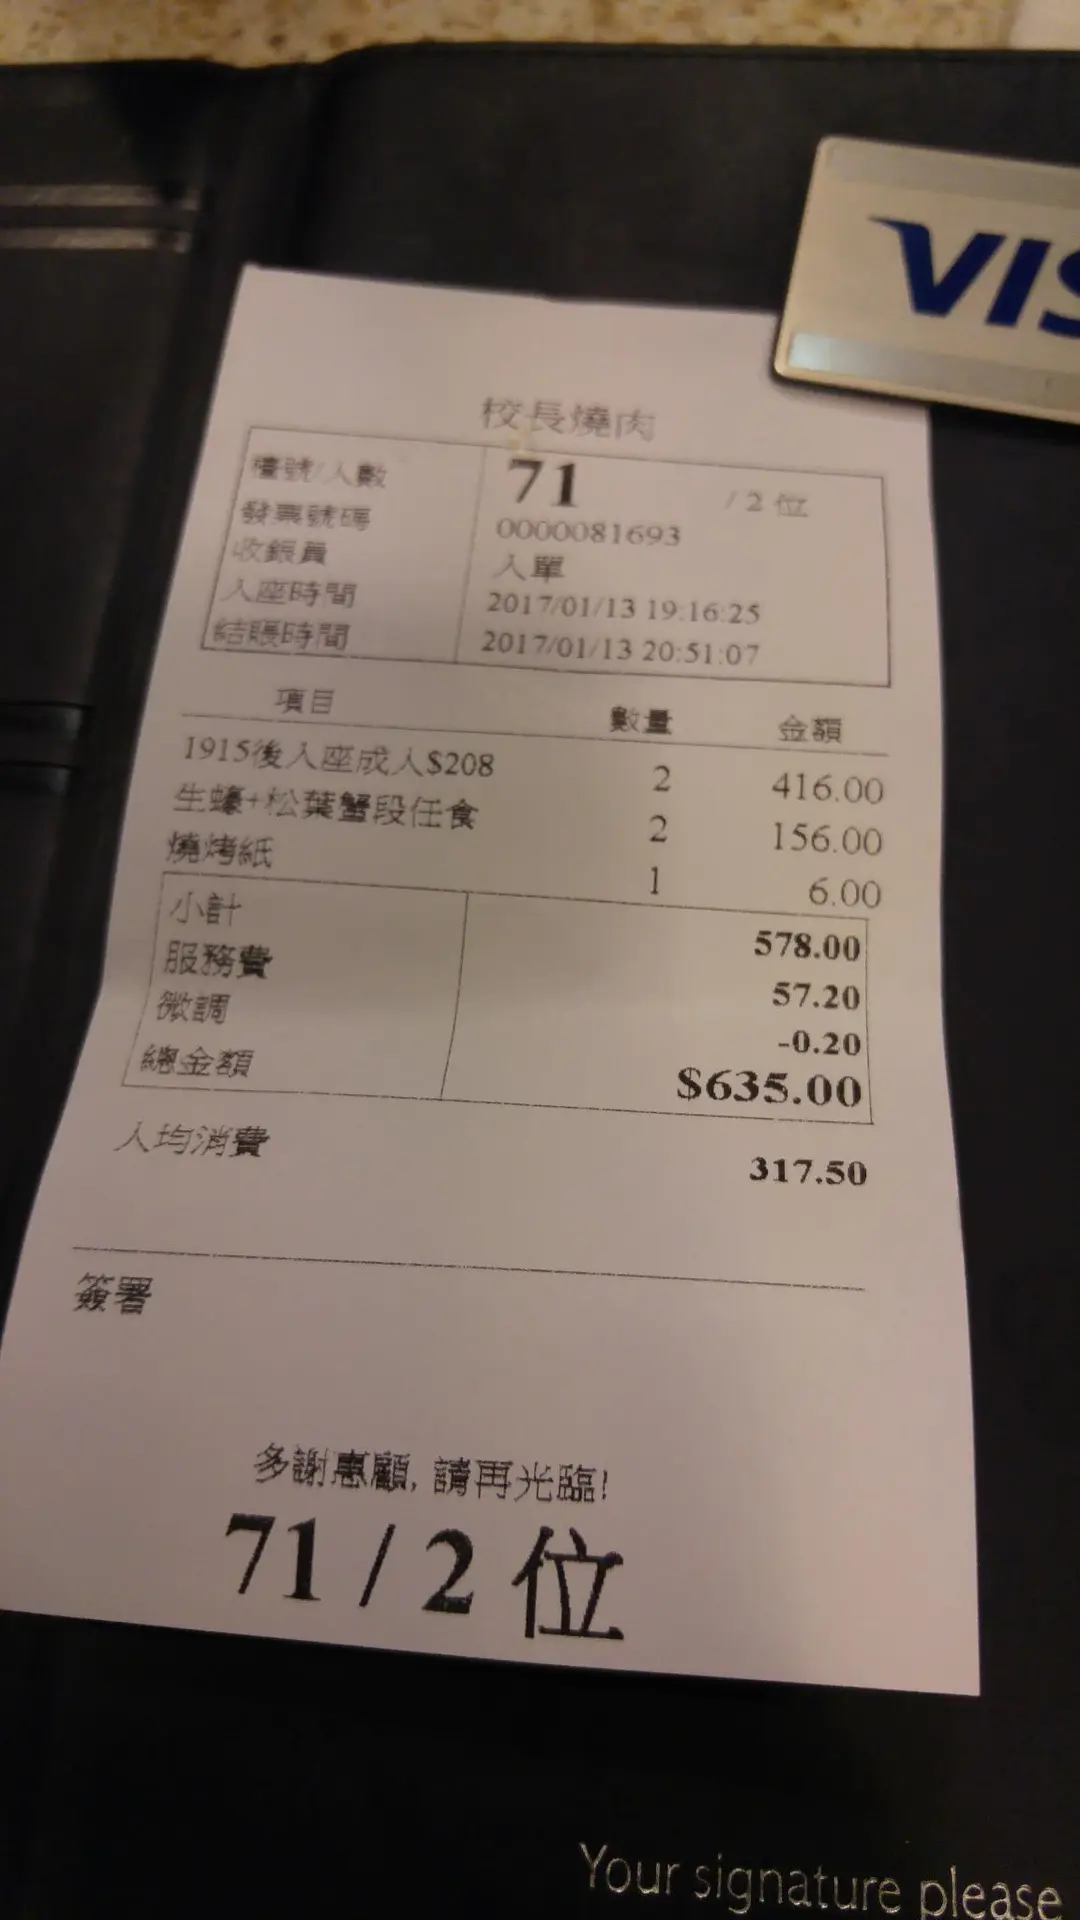 VIS
校長燒肉
檯號/人數 71 / 2 位
發票號碼 0000081693
收銀員 入單
入座時間 2017/01/13 19:16:25
結賬時間 2017/01/13 20:51:07
項目 數量 金額
1915後入座成人$208 2 416.00
生蠔+松葉蟹段任食 2 156.00
燒烤紙 1 6.00
小計 578.00
服務費 57.20
微調 -0.20
總金額 $635.00
人均消費 317.50
簽署
多謝惠顧, 請再光臨!
71 / 2 位
Your signature please